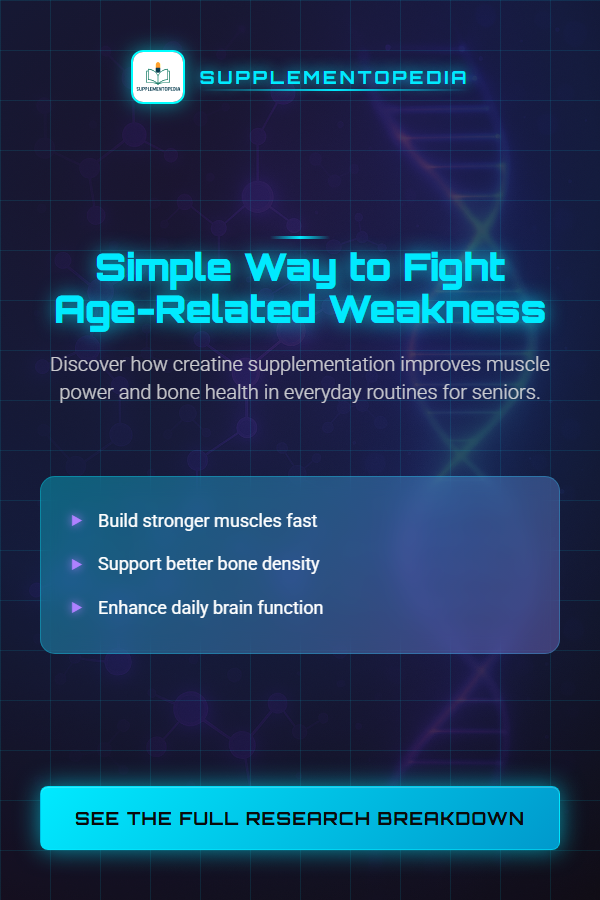 SUPPLEMENTOPEDIA
SUPPLEMENTOPEDIA
Simple Way to Fight
Age-Related Weakness
Discover how creatine supplementation improves muscle
power and bone health in everyday routines for seniors.
Build stronger muscles fast
Support better bone density
Enhance daily brain function
SEE THE FULL RESEARCH BREAKDOWN